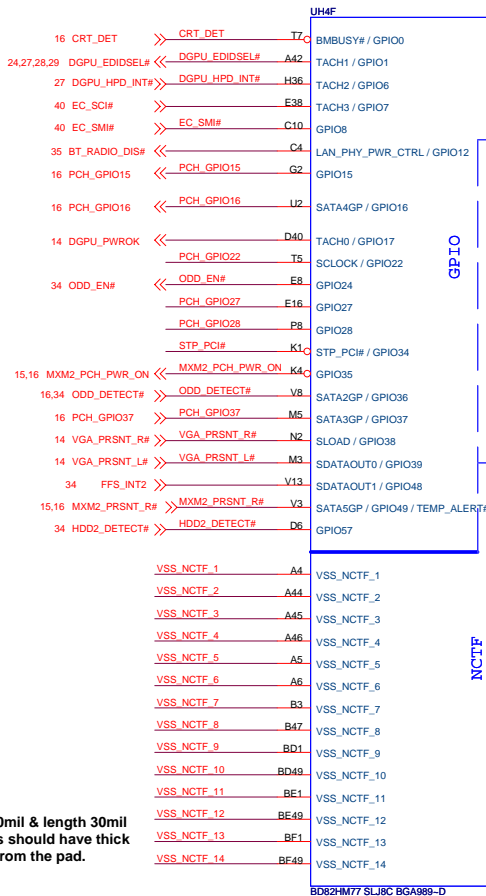 UH4F
16 CRT_DET CRT_DET T7 BMBUSY# / GPIO0
24,27,28,29 DGPU_EDIDSEL# DGPU_EDIDSEL# A42 TACH1 / GPIO1
27 DGPU_HPD_INT# DGPU_HPD_INT# H36 TACH2 / GPIO6
40 EC_SCI# E38 TACH3 / GPIO7
40 EC_SMI# EC_SMI# C10 GPIO8
35 BT_RADIO_DIS# C4 LAN_PHY_PWR_CTRL / GPIO12
16 PCH_GPIO15 PCH_GPIO15 G2 GPIO15
16 PCH_GPIO16 PCH_GPIO16 U2 SATA4GP / GPIO16
14 DGPU_PWROK D40 TACH0 / GPIO17
PCH_GPIO22 T5 SCLOCK / GPIO22
34 ODD_EN# ODD_EN# E8 GPIO24
PCH_GPIO27 E16 GPIO27
PCH_GPIO28 P8 GPIO28
STP_PCI# K1 STP_PCI# / GPIO34
15,16 MXM2_PCH_PWR_ON MXM2_PCH_PWR_ON K4 GPIO35
16,34 ODD_DETECT# ODD_DETECT# V8 SATA2GP / GPIO36
16 PCH_GPIO37 PCH_GPIO37 M5 SATA3GP / GPIO37
14 VGA_PRSNT_R# VGA_PRSNT_R# N2 SLOAD / GPIO38
14 VGA_PRSNT_L# VGA_PRSNT_L# M3 SDATAOUT0 / GPIO39
34 FFS_INT2 V13 SDATAOUT1 / GPIO48
15,16 MXM2_PRSNT_R# MXM2_PRSNT_R# V3 SATA5GP / GPIO49 / TEMP_ALERT#
34 HDD2_DETECT# HDD2_DETECT# D6 GPIO57
GPIO
VSS_NCTF_1 A4 VSS_NCTF_1
VSS_NCTF_2 A44 VSS_NCTF_2
VSS_NCTF_3 A45 VSS_NCTF_3
VSS_NCTF_4 A46 VSS_NCTF_4
VSS_NCTF_5 A5 VSS_NCTF_5
VSS_NCTF_6 A6 VSS_NCTF_6
VSS_NCTF_7 B3 VSS_NCTF_7
VSS_NCTF_8 B47 VSS_NCTF_8
VSS_NCTF_9 BD1 VSS_NCTF_9
VSS_NCTF_10 BD49 VSS_NCTF_10
VSS_NCTF_11 BE1 VSS_NCTF_11
VSS_NCTF_12 BE49 VSS_NCTF_12
VSS_NCTF_13 BF1 VSS_NCTF_13
VSS_NCTF_14 BF49 VSS_NCTF_14
NCTF
0mil & length 30mil
s should have thick
rom the pad.
BD82HM77 SLJ8C BGA989~D